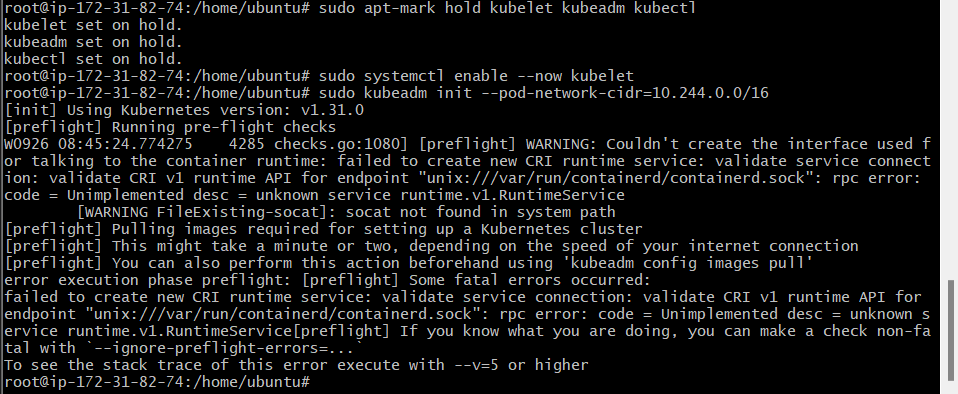 root@ip-172-31-82-74:/home/ubuntu# sudo apt-mark hold kubelet kubeadm kubectl
kubelet set on hold.
kubeadm set on hold.
kubectl set on hold.
root@ip-172-31-82-74:/home/ubuntu# sudo systemctl enable --now kubelet
root@ip-172-31-82-74:/home/ubuntu# sudo kubeadm init --pod-network-cidr=10.244.0.0/16
[init] Using Kubernetes version: v1.31.0
[preflight] Running pre-flight checks
W0926 08:45:24.774275    4285 checks.go:1080] [preflight] WARNING: Couldn't create the interface used f
or talking to the container runtime: failed to create new CRI runtime service: validate service connect
ion: validate CRI v1 runtime API for endpoint "unix:///var/run/containerd/containerd.sock": rpc error:
code = Unimplemented desc = unknown service runtime.v1.RuntimeService
        [WARNING FileExisting-socat]: socat not found in system path
[preflight] Pulling images required for setting up a Kubernetes cluster
[preflight] This might take a minute or two, depending on the speed of your internet connection
[preflight] You can also perform this action beforehand using 'kubeadm config images pull'
error execution phase preflight: [preflight] Some fatal errors occurred:
failed to create new CRI runtime service: validate service connection: validate CRI v1 runtime API for
endpoint "unix:///var/run/containerd/containerd.sock": rpc error: code = Unimplemented desc = unknown s
ervice runtime.v1.RuntimeService[preflight] If you know what you are doing, you can make a check non-fa
tal with `--ignore-preflight-errors=...`
To see the stack trace of this error execute with --v=5 or higher
root@ip-172-31-82-74:/home/ubuntu#